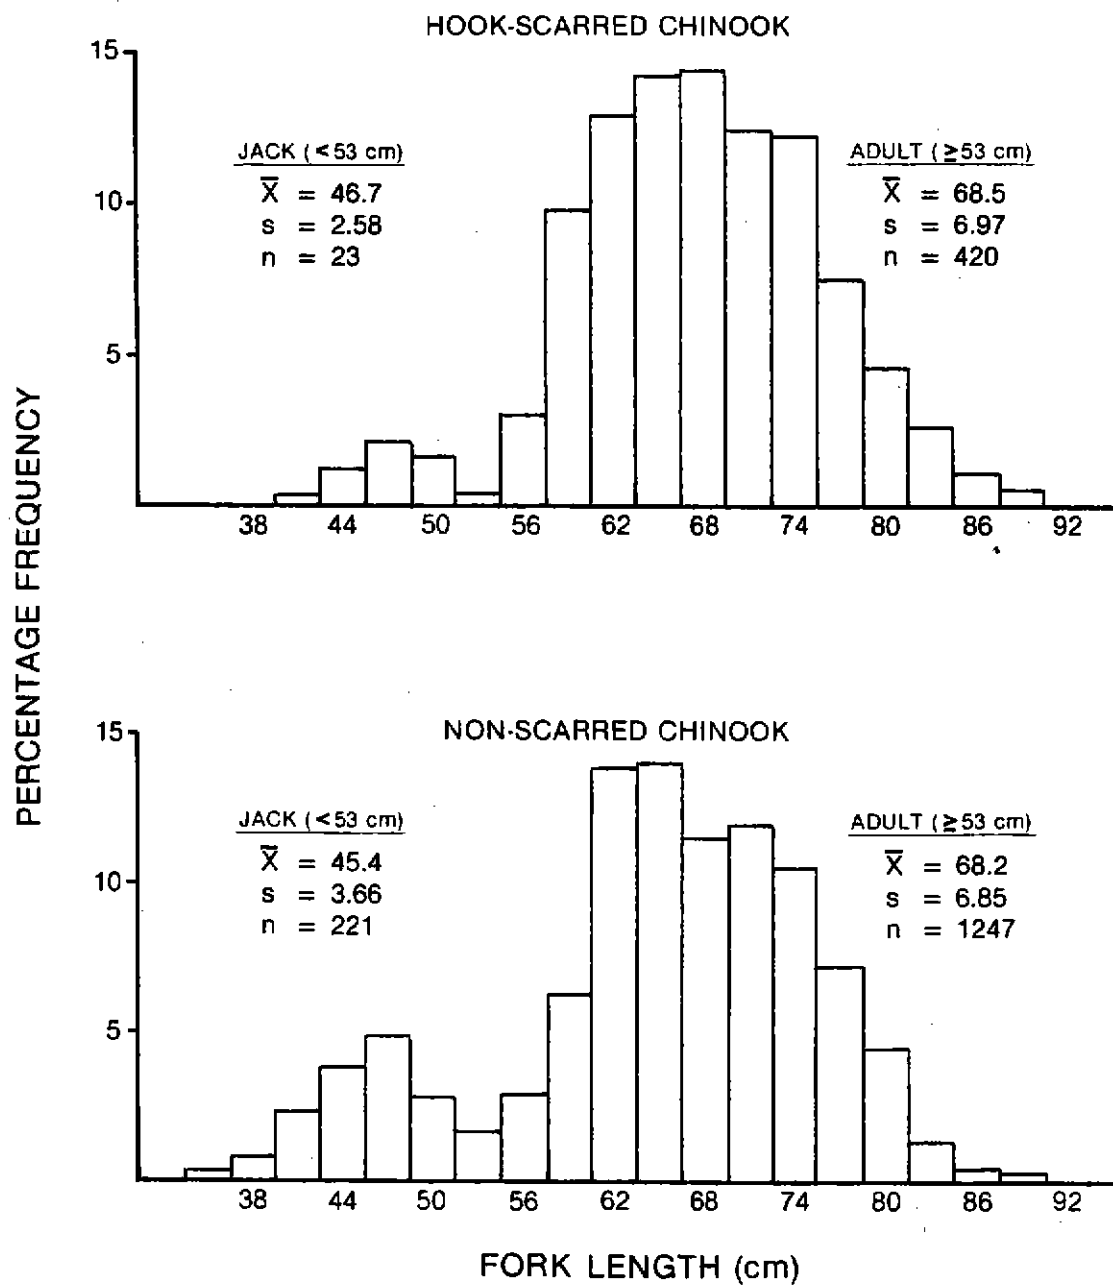 HOOK-SCARRED CHINOOK
15
10
5
JACK (<53 cm)
X̅ = 46.7
s = 2.58
n = 23
ADULT (≥53 cm)
X̅ = 68.5
s = 6.97
n = 420
38 44 50 56 62 68 74 80 86 92
PERCENTAGE FREQUENCY
NON-SCARRED CHINOOK
15
10
5
JACK (<53 cm)
X̅ = 45.4
s = 3.66
n = 221
ADULT (≥53 cm)
X̅ = 68.2
s = 6.85
n = 1247
38 44 50 56 62 68 74 80 86 92
FORK LENGTH (cm)